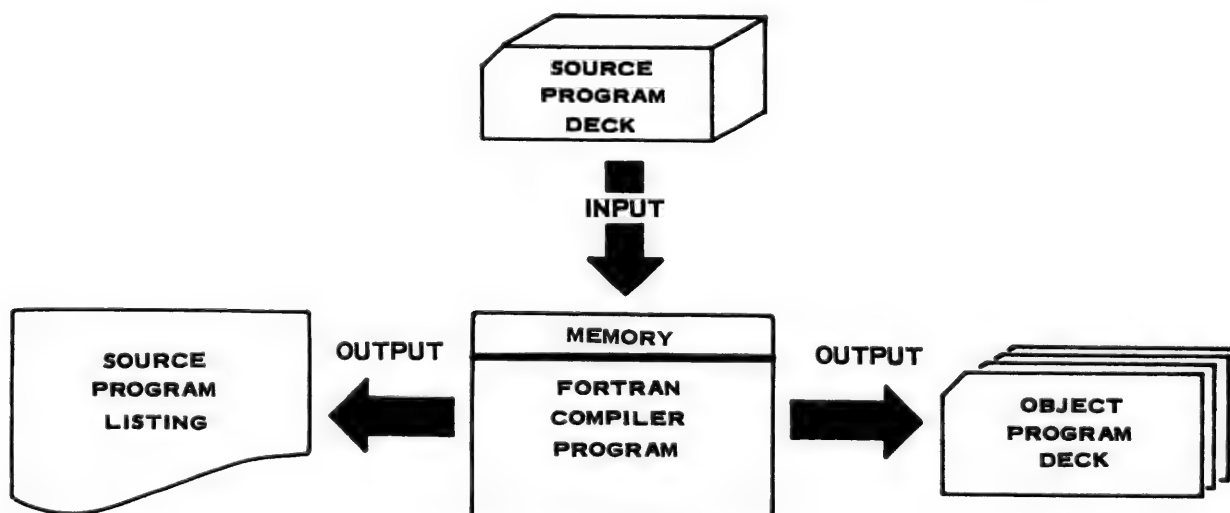 SOURCE
PROGRAM
DECK
INPUT
SOURCE
PROGRAM
LISTING
OUTPUT
MEMORY
FORTRAN
COMPILER
PROGRAM
OUTPUT
OBJECT
PROGRAM
DECK